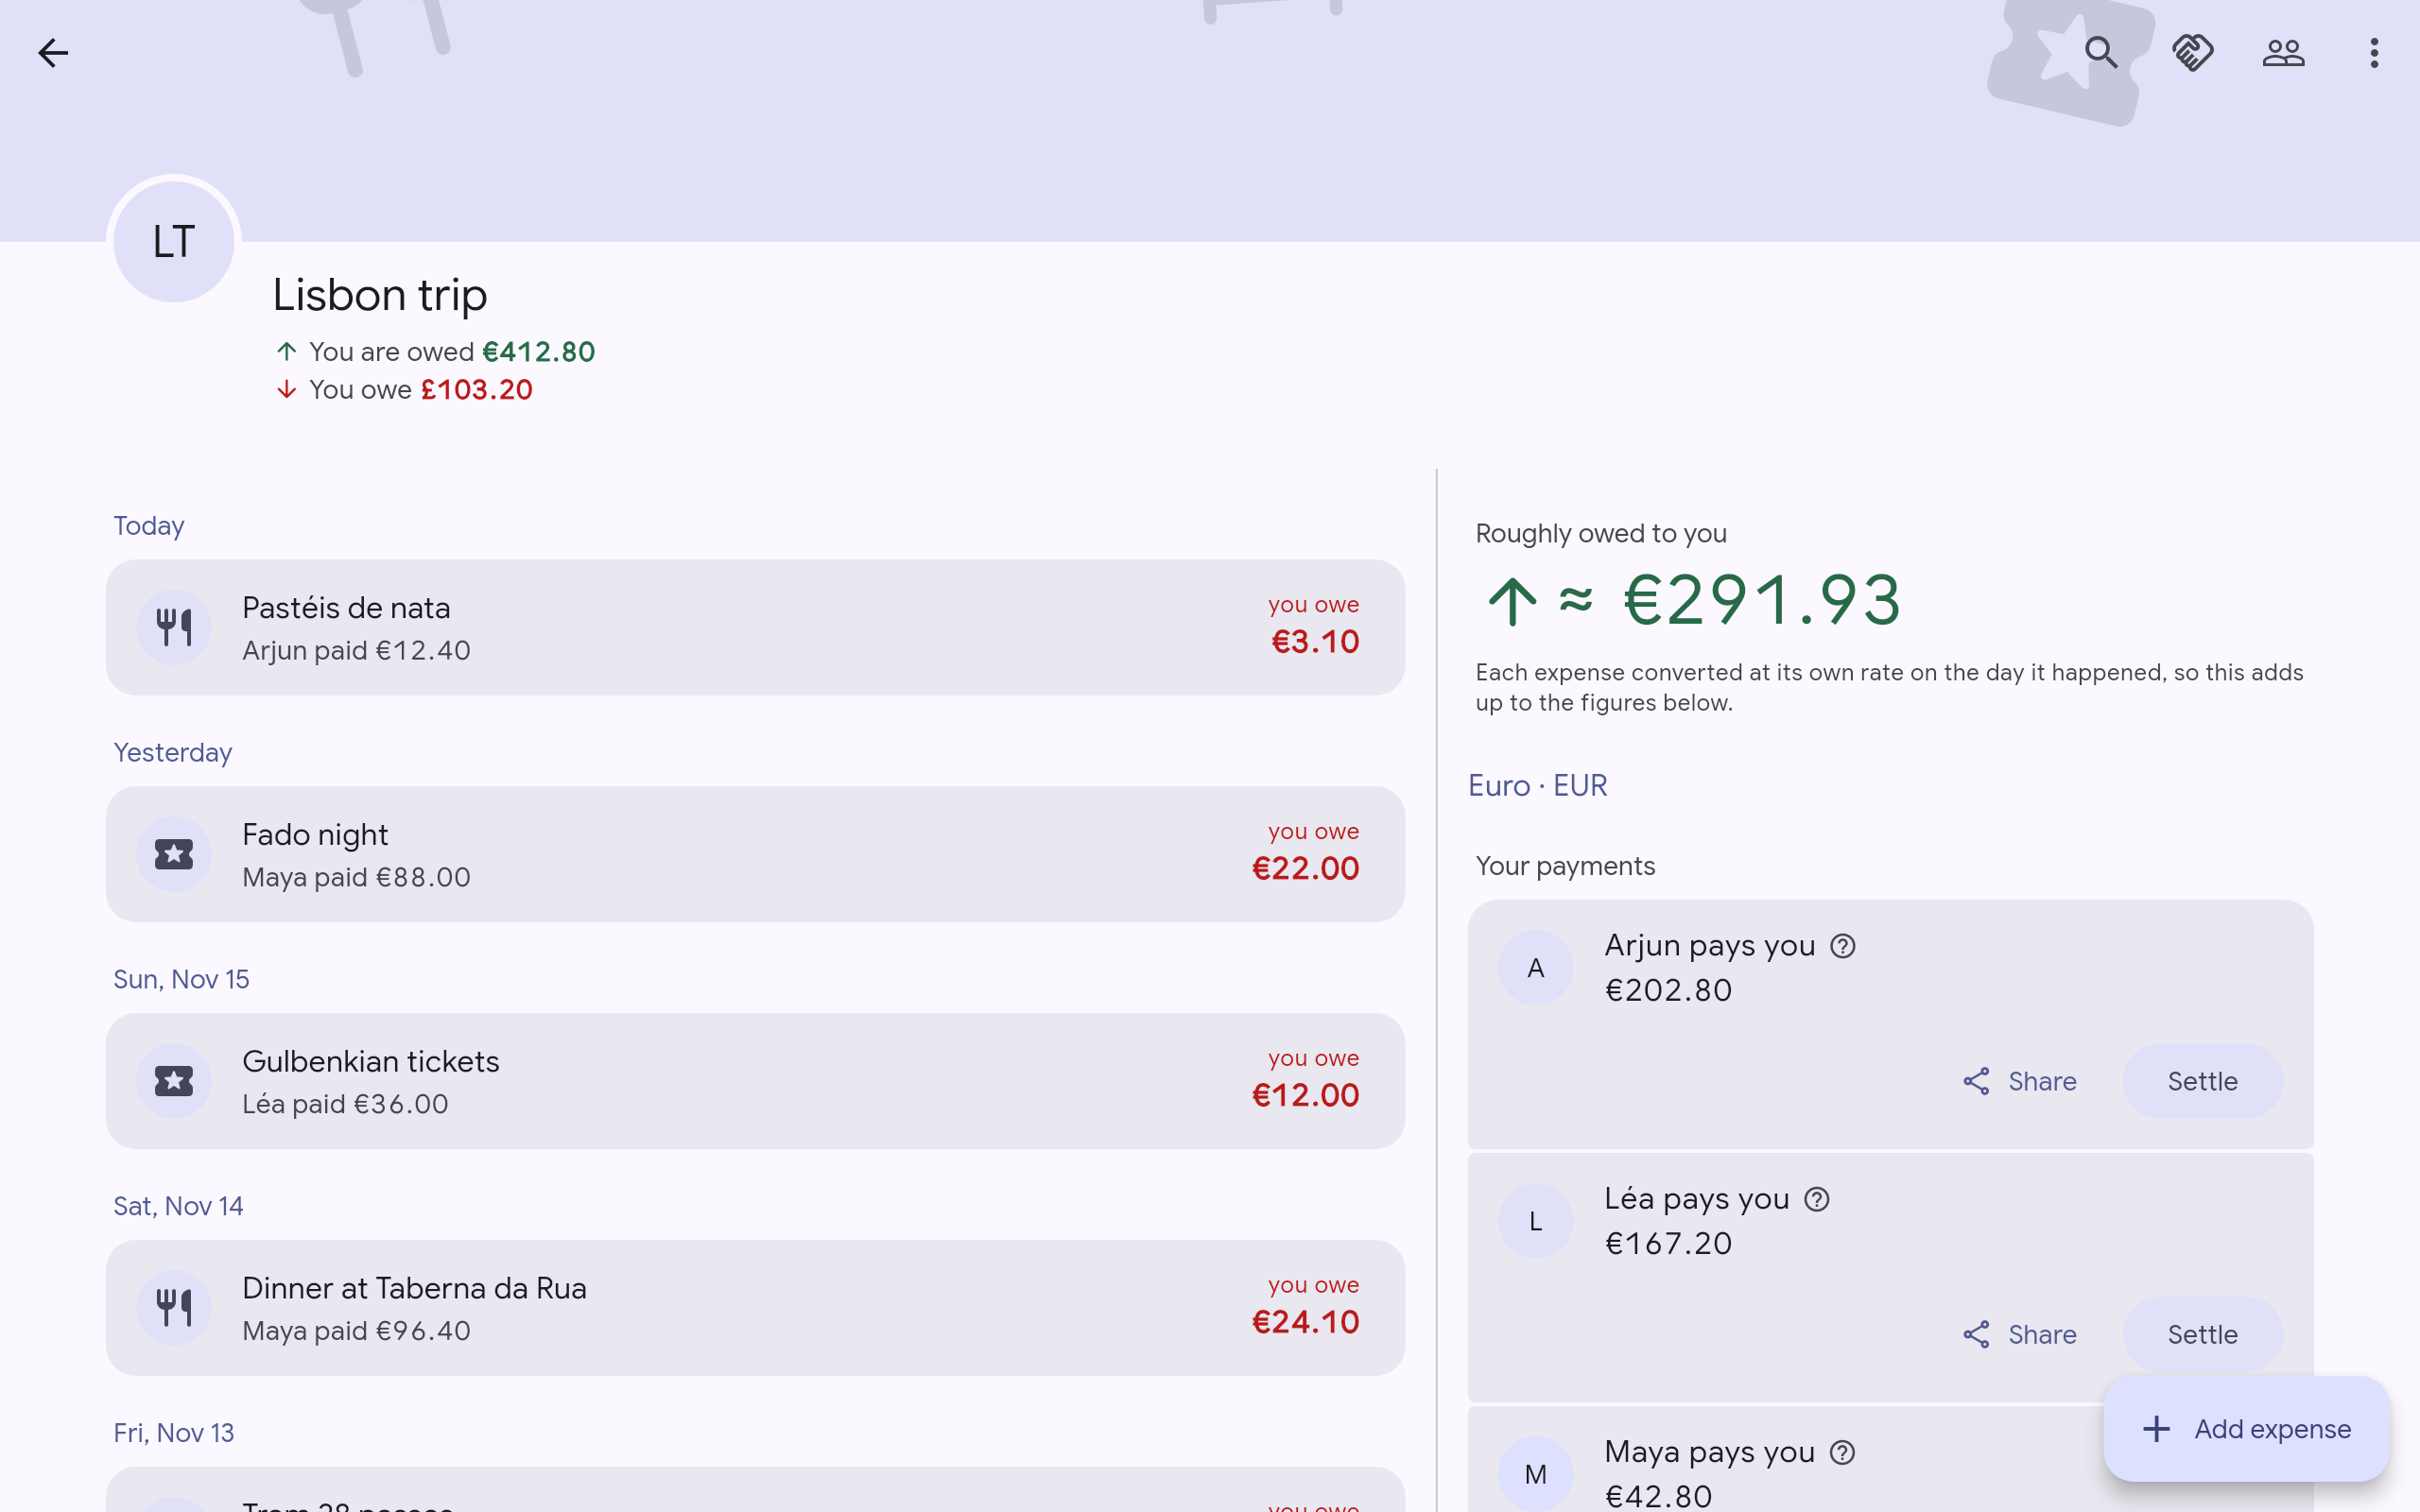 LT
Lisbon trip
You are owed €412.80
You owe £103.20
Today
Pastéis de nata
Arjun paid €12.40
you owe
€3.10
Yesterday
Fado night
Maya paid €88.00
you owe
€22.00
Sun, Nov 15
Gulbenkian tickets
Léa paid €36.00
you owe
€12.00
Sat, Nov 14
Dinner at Taberna da Rua
Maya paid €96.40
you owe
€24.10
Fri, Nov 13
Tram 28 passes
you owe
Roughly owed to you
≈ €291.93
Each expense converted at its own rate on the day it happened, so this adds
up to the figures below.
Euro · EUR
Your payments
A
Arjun pays you
€202.80
Share
Settle
L
Léa pays you
€167.20
Share
Settle
M
Maya pays you
€42.80
Add expense